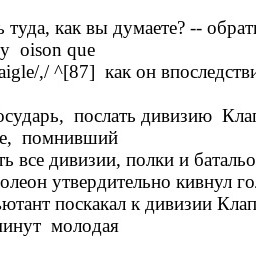 ь туда, как вы думаете? -- обрати
у oison que
aigle/,/ ^[87] как он впоследстви
осударь, послать дивизию Клап
е, помнивший
ть все дивизии, полки и батальо
олеон утвердительно кивнул го
ьютант поскакал к дивизии Клап
минут молодая